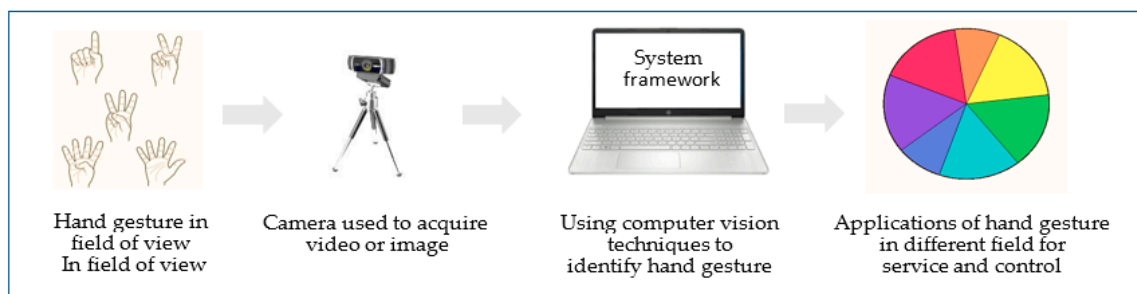 System
framework
Hand gesture in
field of view
In field of view
Camera used to acquire
video or image
Using computer vision
techniques to
identify hand gesture
Applications of hand gesture
in different field for
service and control